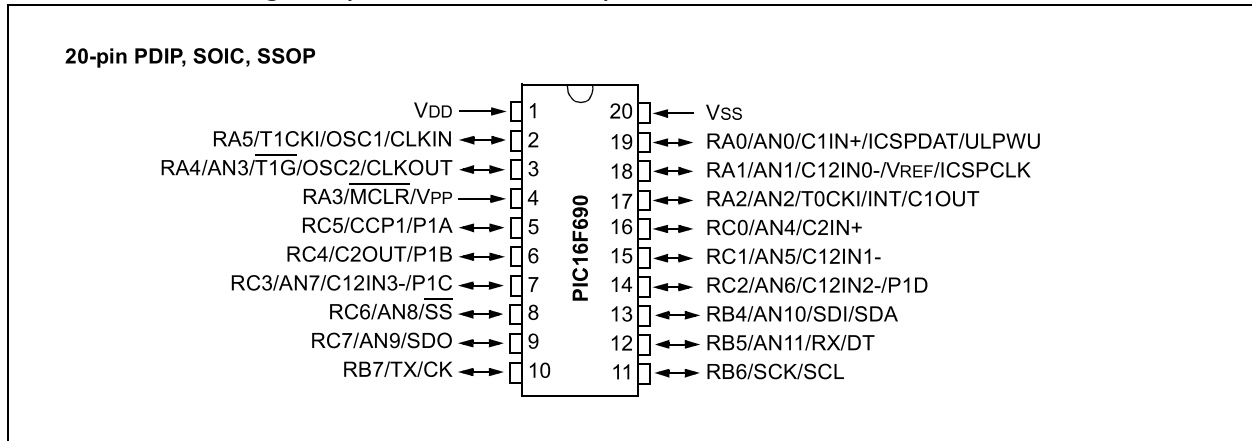 20-pin PDIP, SOIC, SSOP
VDD 1 20 VSS
RA5/T1CKI/OSC1/CLKIN 2 19 RA0/AN0/C1IN+/ICSPDAT/ULPWU
RA4/AN3/T1G/OSC2/CLKOUT 3 18 RA1/AN1/C12IN0-/VREF/ICSPCLK
RA3/MCLR/VPP 4 17 RA2/AN2/T0CKI/INT/C1OUT
RC5/CCP1/P1A 5 16 RC0/AN4/C2IN+
RC4/C2OUT/P1B 6 15 RC1/AN5/C12IN1-
RC3/AN7/C12IN3-/P1C 7 14 RC2/AN6/C12IN2-/P1D
RC6/AN8/SS 8 13 RB4/AN10/SDI/SDA
RC7/AN9/SDO 9 12 RB5/AN11/RX/DT
RB7/TX/CK 10 11 RB6/SCK/SCL
PIC16F690